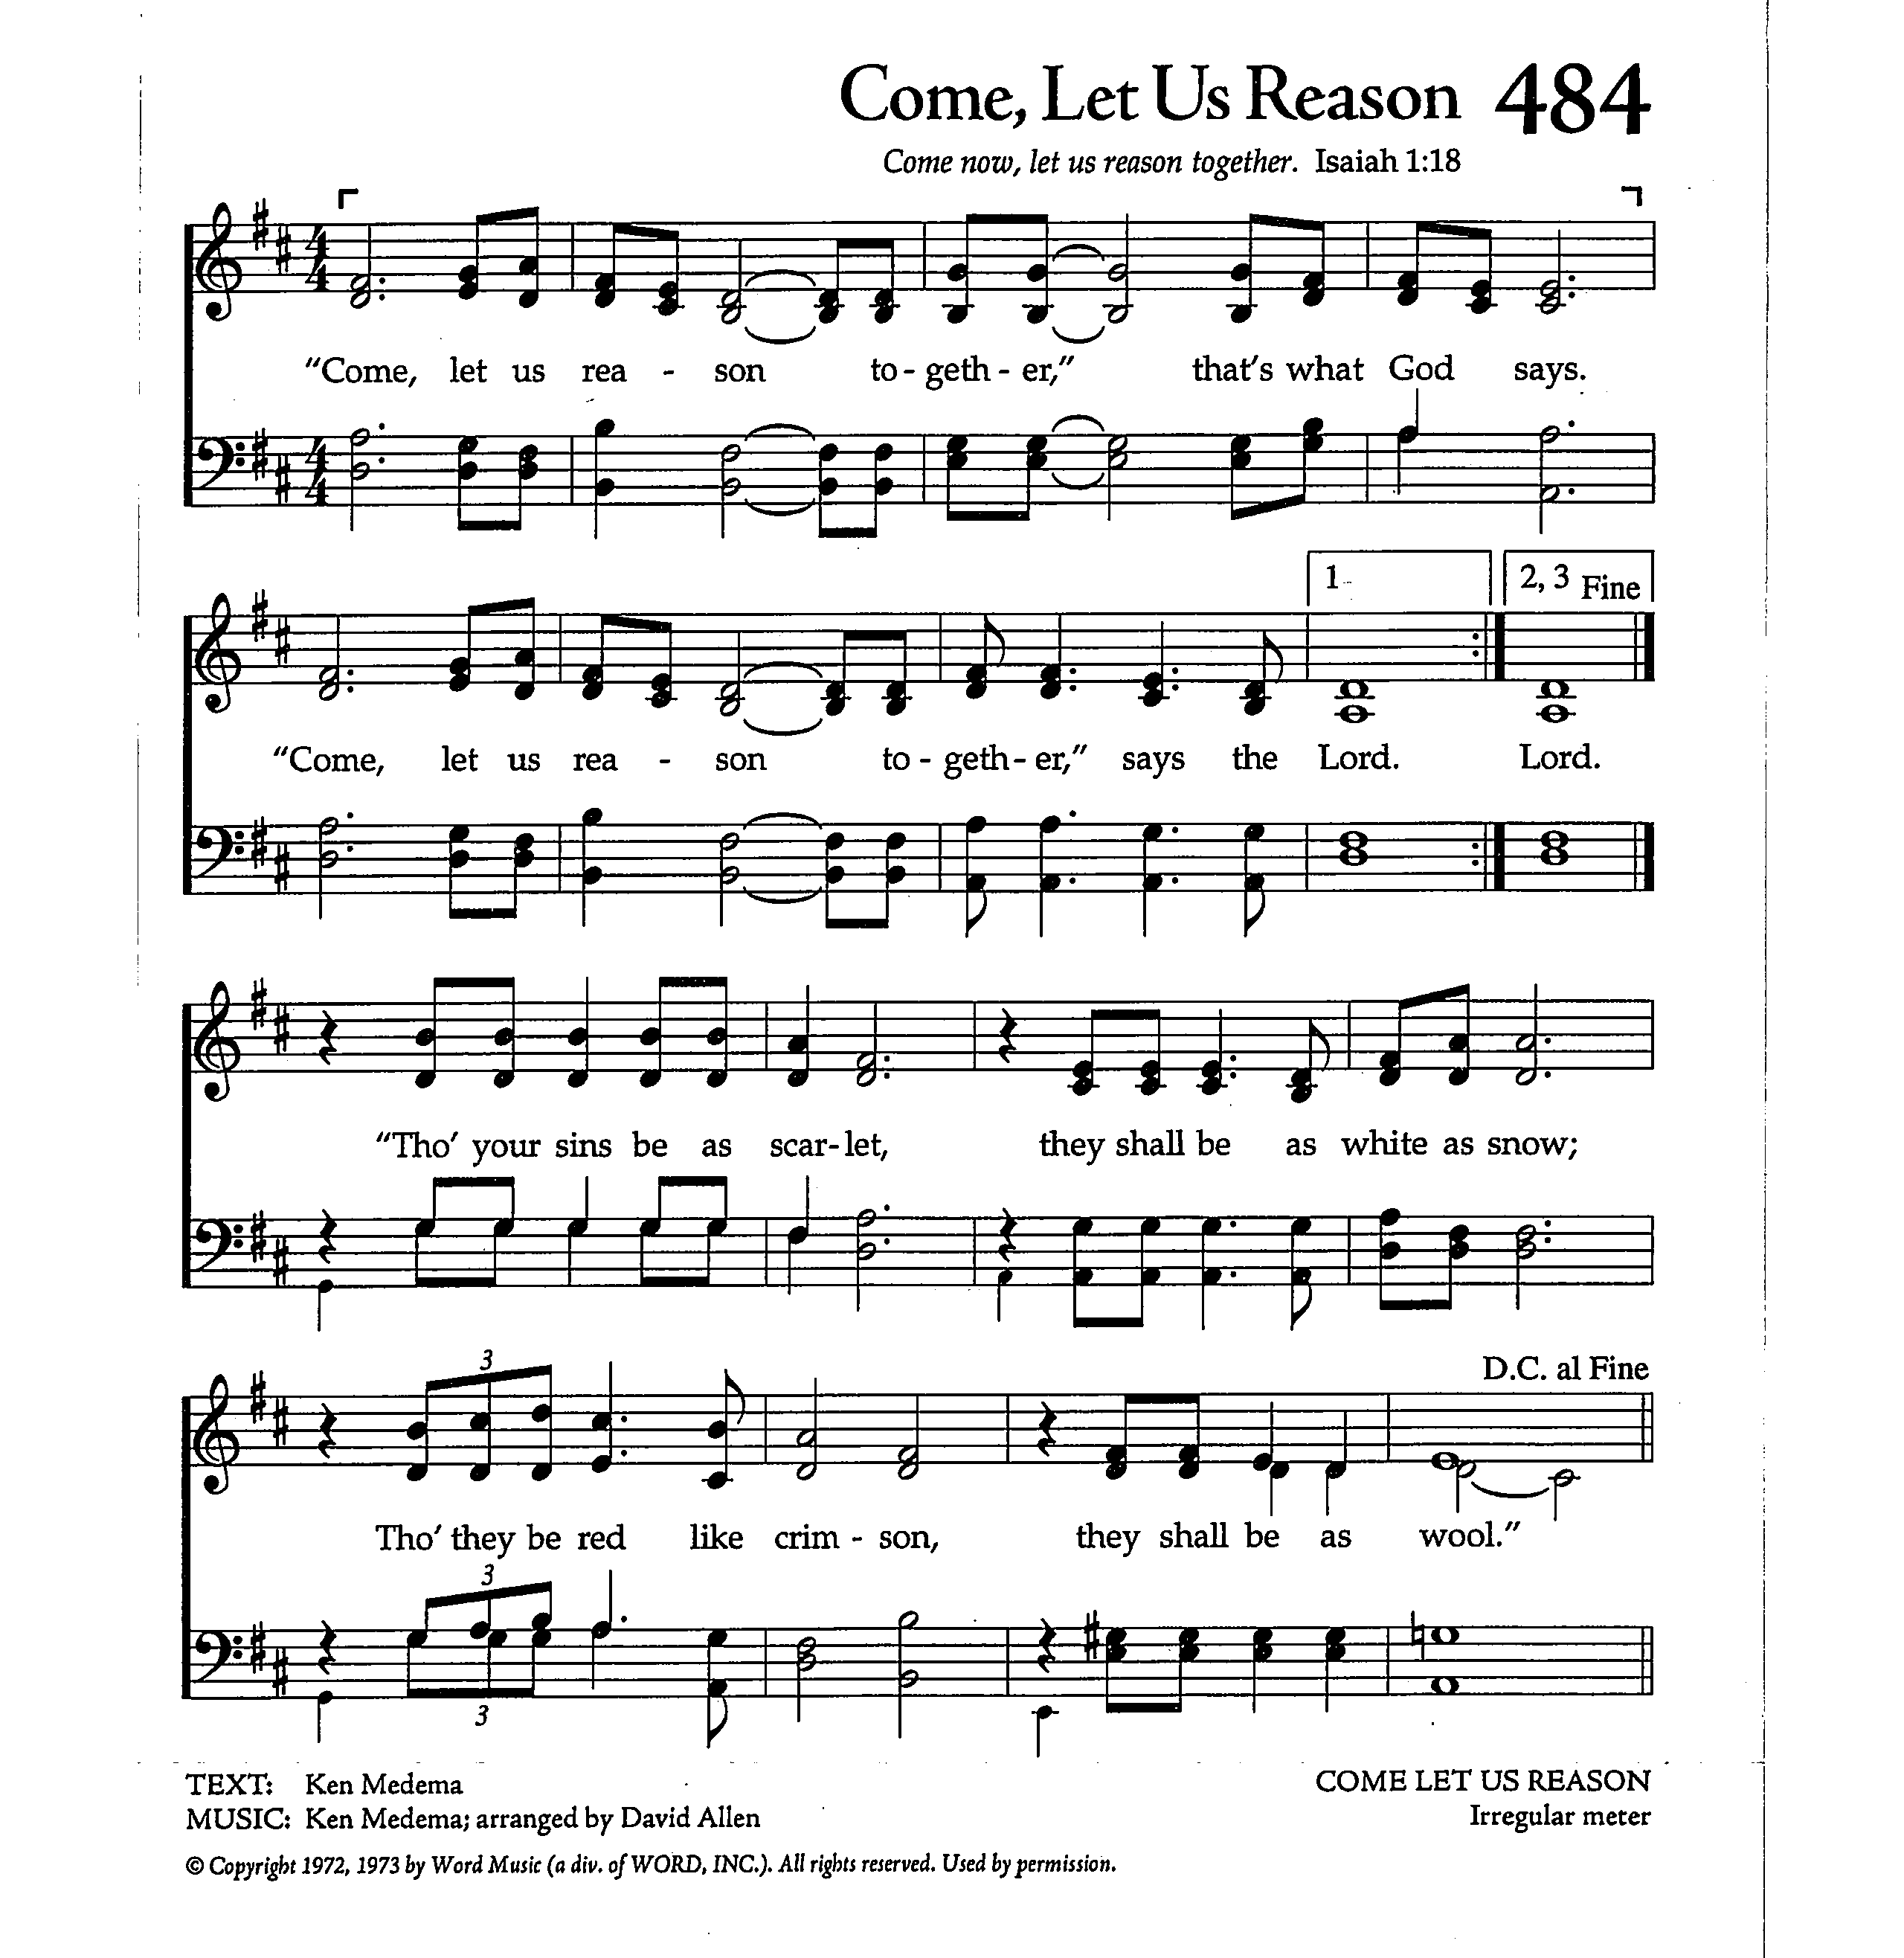 Come, Let Us Reason 484
Come now, let us reason together. Isaiah 1:18
"Come, let us rea - son to - geth - er," that's what God says.
1 2, 3 Fine
"Come, let us rea - son to - geth - er," says the Lord. Lord.
"Tho' your sins be as scar - let, they shall be as white as snow;
D.C. al Fine
3
Tho' they be red like crim - son, they shall be as wool."
3
3
TEXT: Ken Medema
MUSIC: Ken Medema; arranged by David Allen
COME LET US REASON
Irregular meter
© Copyright 1972, 1973 by Word Music (a div. of WORD, INC.). All rights reserved. Used by permission.